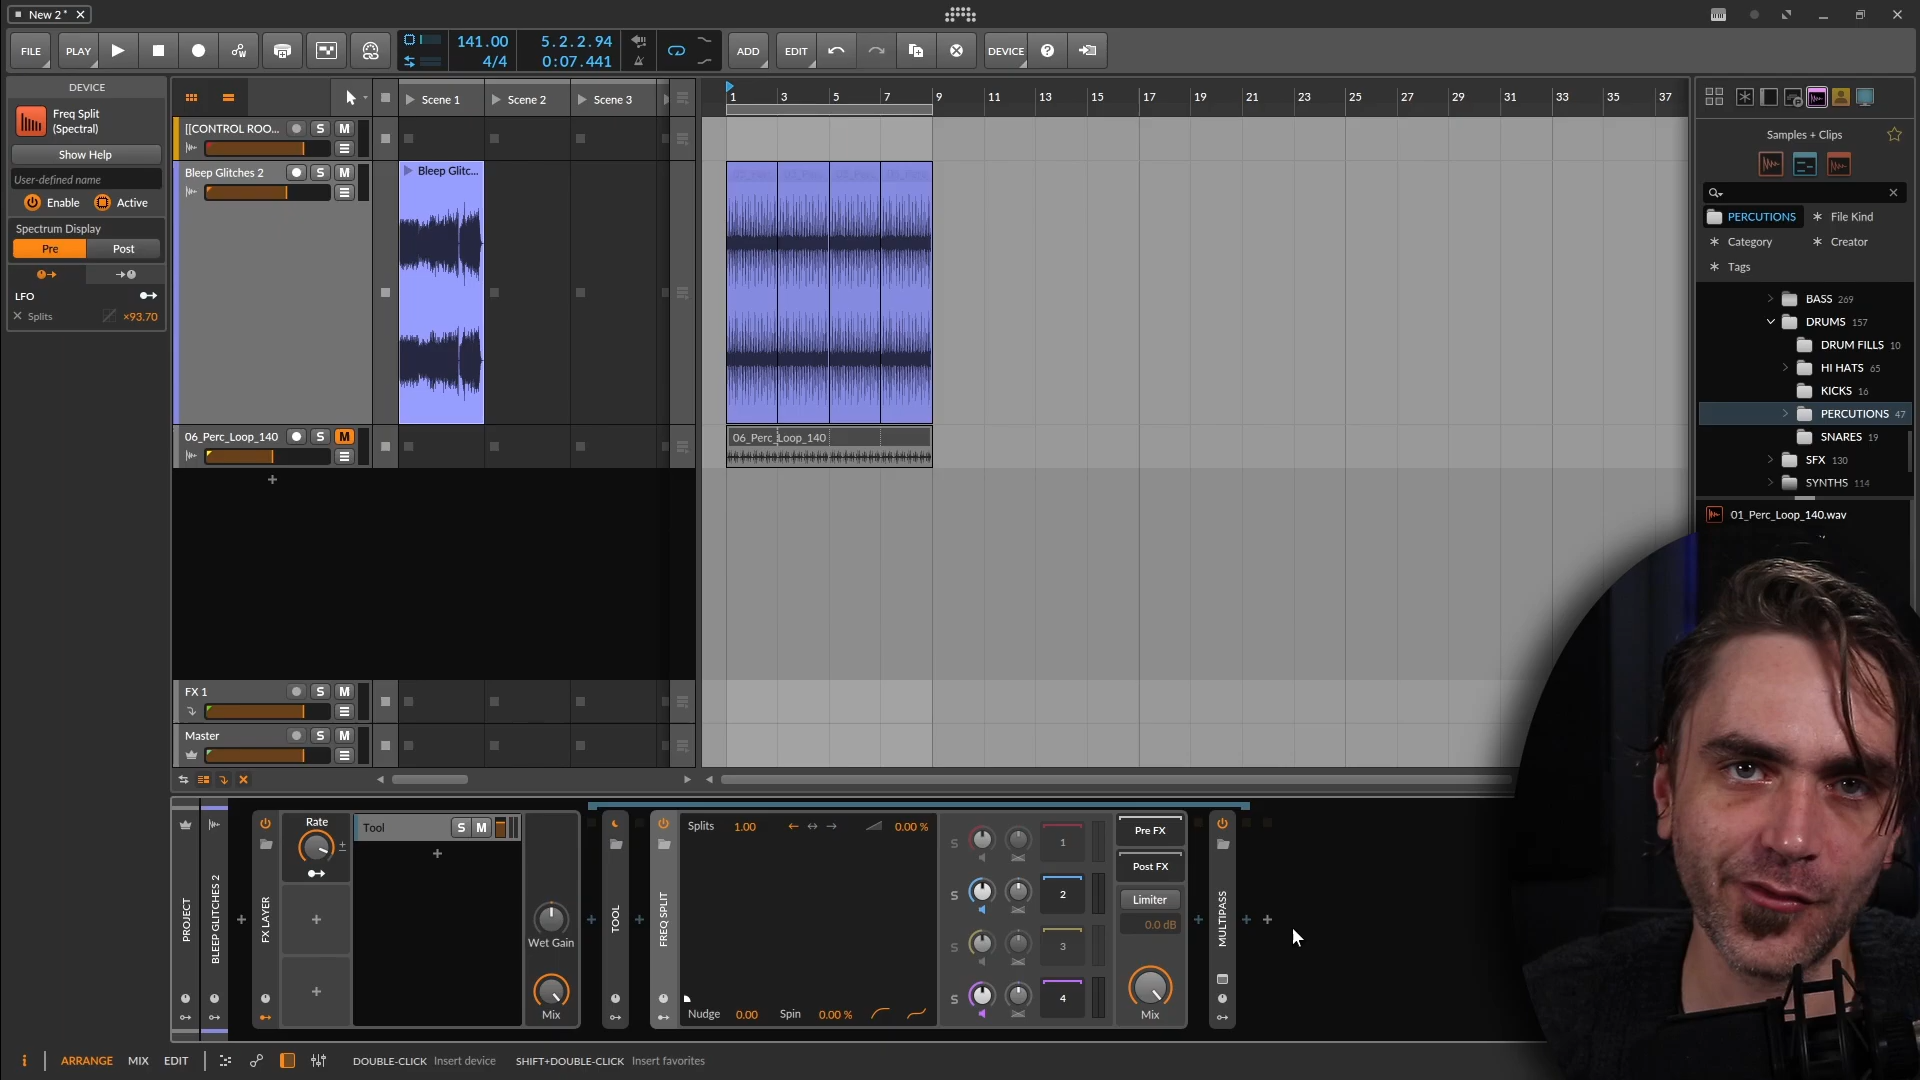 New 2*
FILE
PLAY
141.00
4/4
5.2.2.94
0:07.441
ADD
EDIT
DEVICE
DEVICE
Freq Split
(Spectral)
Show Help
User-defined name
Enable
Active
Spectrum Display
Pre
Post
LFO
Splits
×93.70
Scene 1
Scene 2
Scene 3
[[CONTROL ROO...
S
M
Bleep Glitches 2
S
M
Bleep Glitc...
06_Perc_Loop_140
S
M
FX 1
S
M
Master
S
M
1
3
5
7
9
11
13
15
17
19
21
23
25
27
29
31
33
35
37
06_Perc_Loop_140
Samples + Clips
PERCUTIONS
File Kind
Category
Creator
Tags
BASS 269
DRUMS 157
DRUM FILLS 10
HI HATS 65
KICKS 16
PERCUTIONS 47
SNARES 19
SFX 130
SYNTHS 114
01_Perc_Loop_140.wav
PROJECT
BLEEP GLITCHES 2
FX LAYER
Rate
Tool
S
M
Wet Gain
Mix
TOOL
FREQ SPLIT
Splits
1.00
0.00 %
Nudge
0.00
Spin
0.00 %
S
1
S
2
S
3
S
4
Pre FX
Post FX
Limiter
0.0 dB
Mix
MULTIPASS
i
ARRANGE
MIX
EDIT
DOUBLE-CLICK Insert device
SHIFT+DOUBLE-CLICK Insert favorites